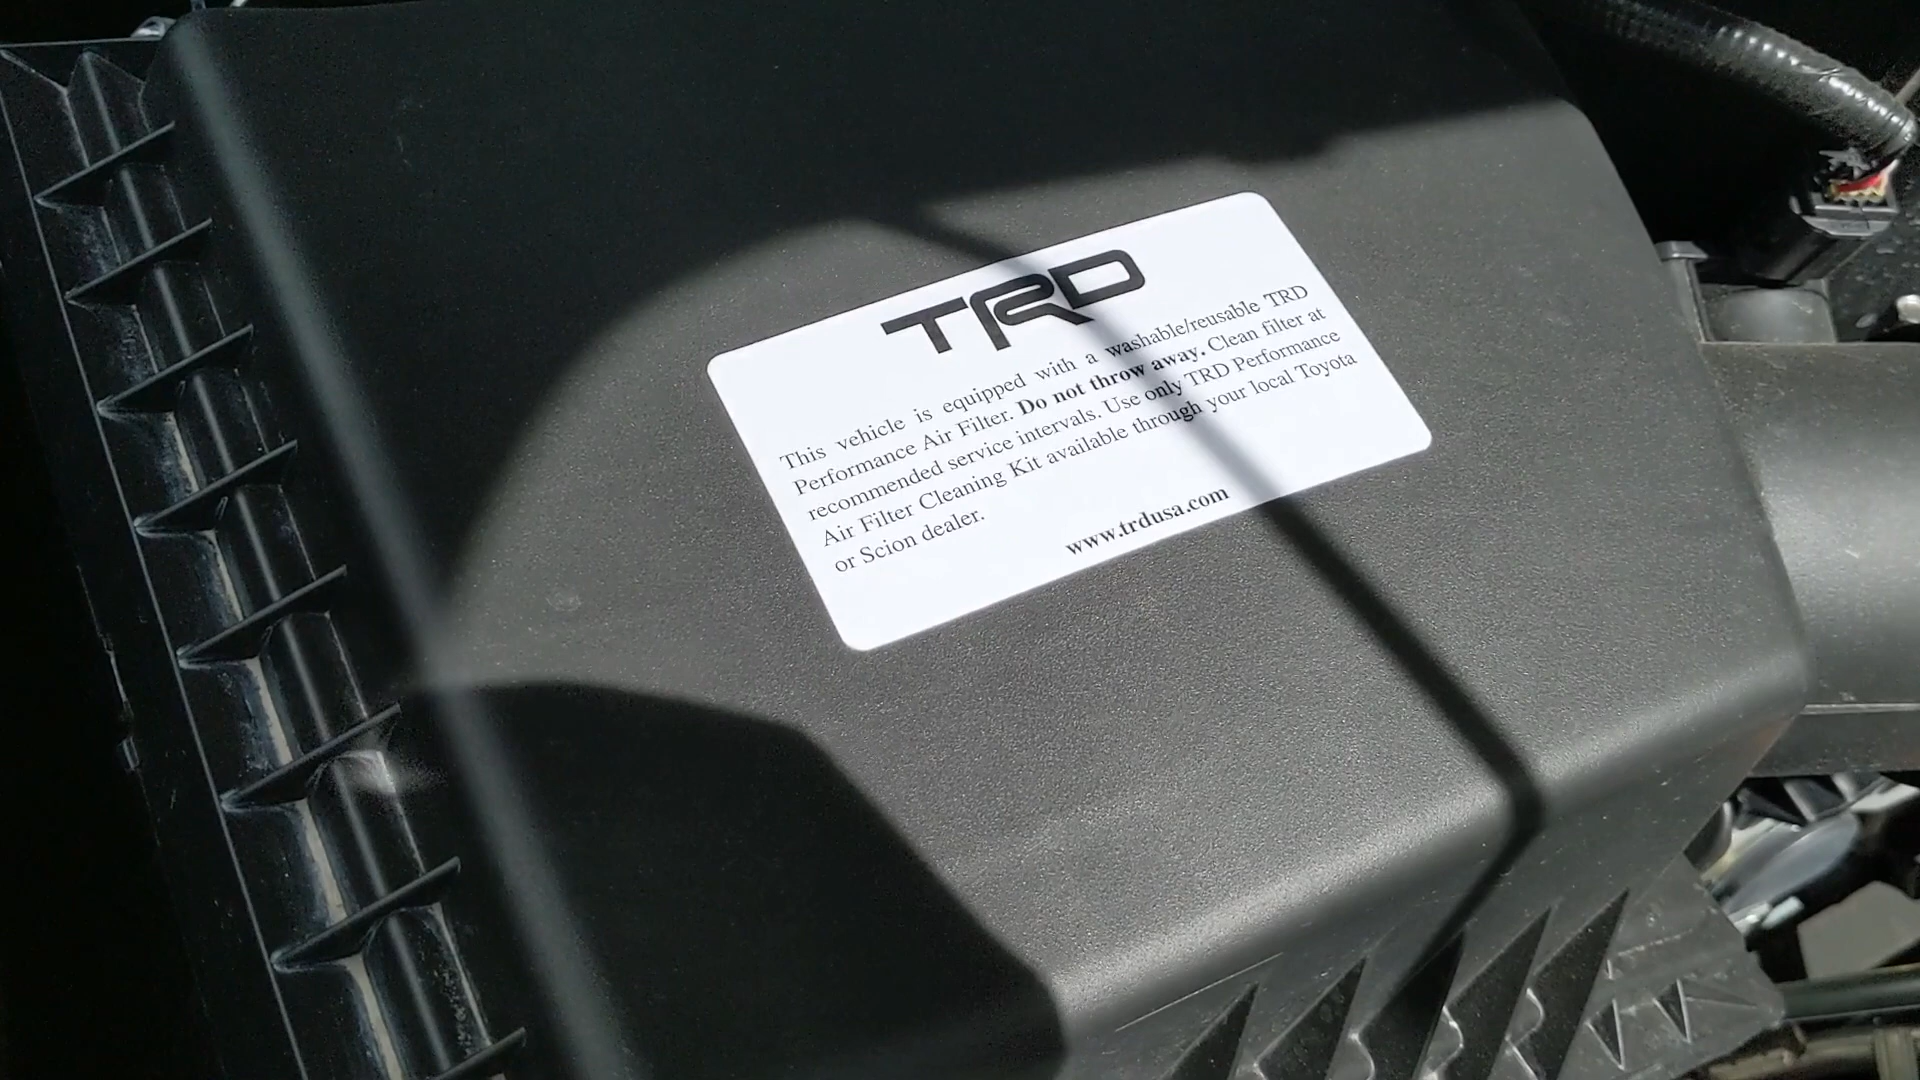 TRD
This vehicle is equipped with a washable/reusable TRD
Performance Air Filter. Do not throw away. Clean filter at
recommended service intervals. Use only TRD Performance
Air Filter Cleaning Kit available through your local Toyota
or Scion dealer.
www.trdusa.com